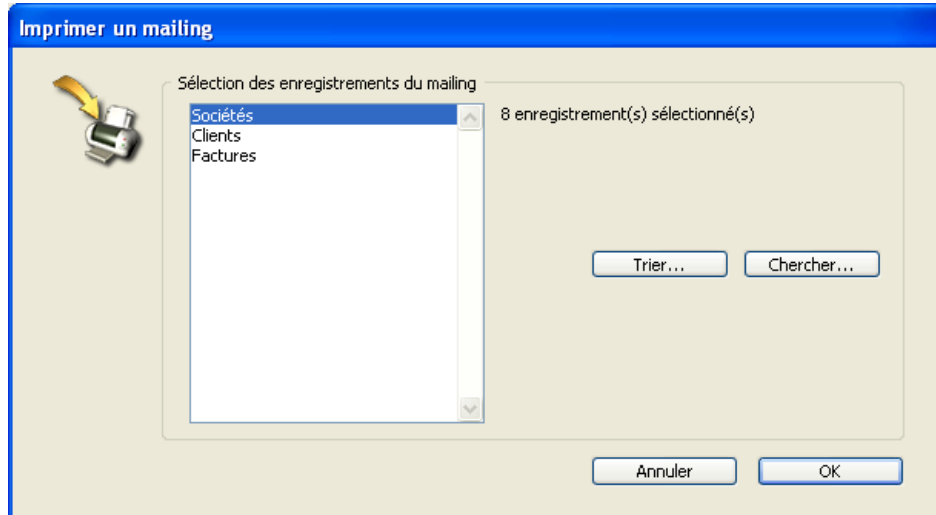 Imprimer un mailing
Sélection des enregistrements du mailing
Sociétés
Clients
Factures
8 enregistrement(s) sélectionné(s)
Trier...
Chercher...
Annuler
OK